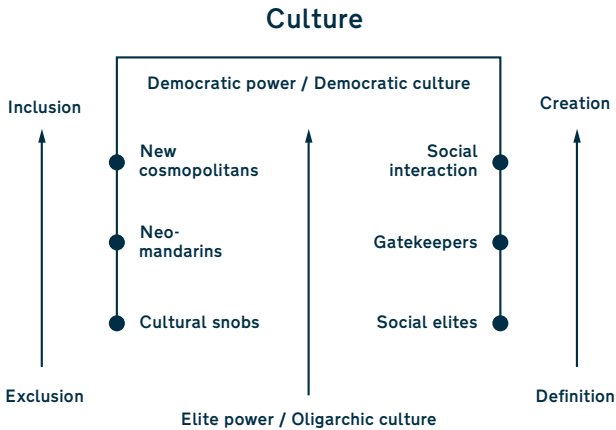 Culture
Democratic power / Democratic culture
Inclusion
Creation
New
cosmopolitans
Social
interaction
Neo-
mandarins
Gatekeepers
Cultural snobs
Social elites
Exclusion
Definition
Elite power / Oligarchic culture